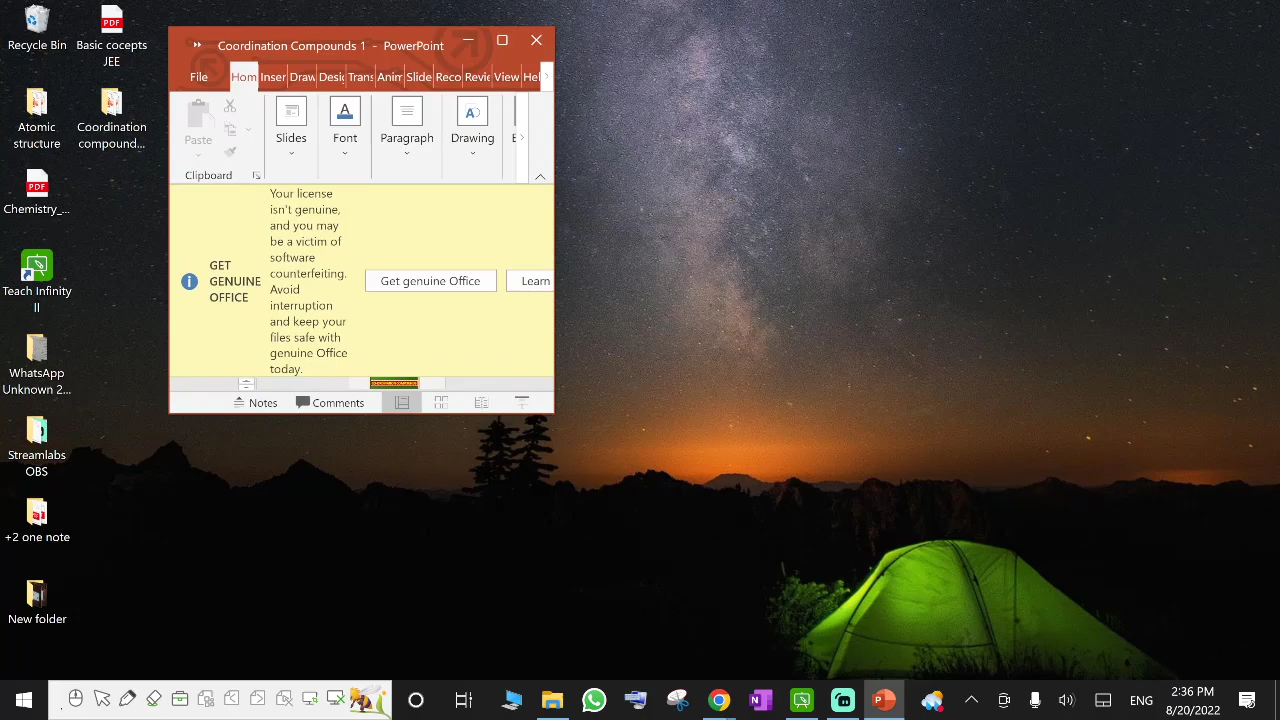 Recycle Bin
Basic cocepts
JEE
Atomic
structure
Coordination
compound...
Chemistry_...
Teach Infinity
II
WhatsApp
Unknown 2...
Streamlabs
OBS
+2 one note
New folder
Coordination Compounds 1 - PowerPoint
File Hom Inser Draw Desig Trans Anim Slide Reco Revie View Hel
Paste
Slides Font Paragraph Drawing
Clipboard
GET
GENUINE
OFFICE
Your license
isn't genuine,
and you may
be a victim of
software
counterfeiting.
Avoid
interruption
and keep your
files safe with
genuine Office
today.
Get genuine Office
Learn
Notes Comments
ENG
2:36 PM
8/20/2022